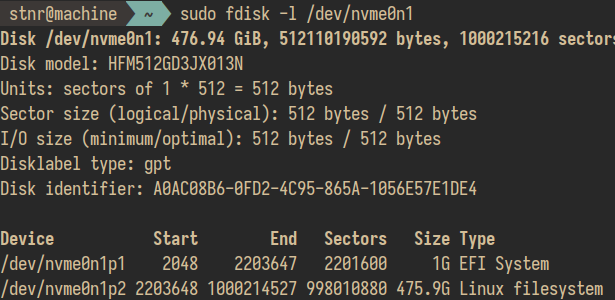 stnr@machine ~ sudo fdisk -l /dev/nvme0n1
Disk /dev/nvme0n1: 476.94 GiB, 512110190592 bytes, 1000215216 sectors
Disk model: HFM512GD3JX013N
Units: sectors of 1 * 512 = 512 bytes
Sector size (logical/physical): 512 bytes / 512 bytes
I/O size (minimum/optimal): 512 bytes / 512 bytes
Disklabel type: gpt
Disk identifier: A0AC08B6-0FD2-4C95-865A-1056E57E1DE4
Device Start End Sectors Size Type
/dev/nvme0n1p1 2048 2203647 2201600 1G EFI System
/dev/nvme0n1p2 2203648 1000214527 998010880 475.9G Linux filesystem